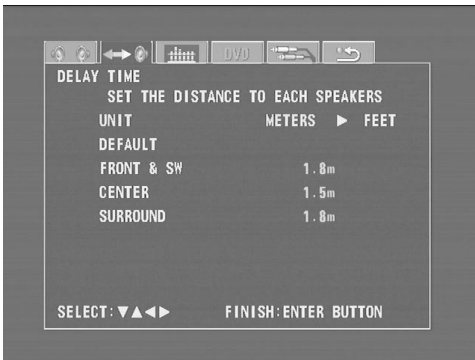 DVD
DELAY TIME
SET THE DISTANCE TO EACH SPEAKERS
UNIT METERS ▶ FEET
DEFAULT
FRONT & SW 1.8m
CENTER 1.5m
SURROUND 1.8m
SELECT:▼▲◀▶ FINISH:ENTER BUTTON